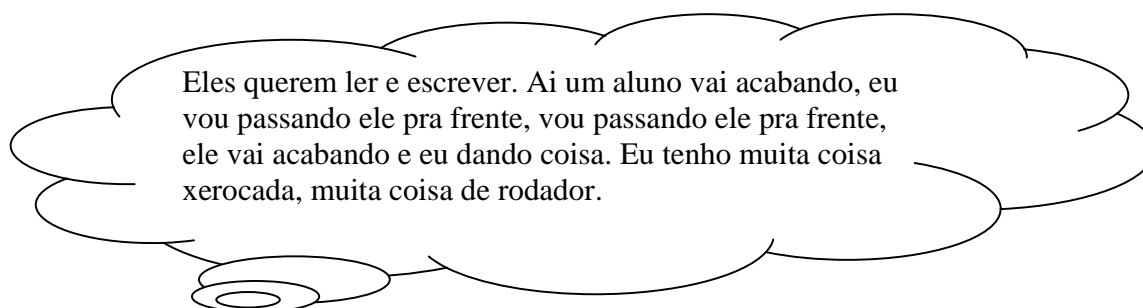 Eles querem ler e escrever. Ai um aluno vai acabando, eu
vou passando ele pra frente, vou passando ele pra frente,
ele vai acabando e eu dando coisa. Eu tenho muita coisa
xerocada, muita coisa de rodador.